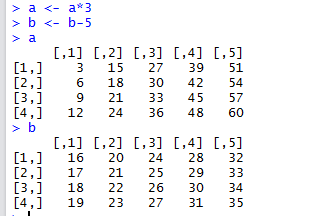 > a <- a*3
> b <- b-5
> a
     [,1] [,2] [,3] [,4] [,5]
[1,]    3   15   27   39   51
[2,]    6   18   30   42   54
[3,]    9   21   33   45   57
[4,]   12   24   36   48   60
> b
     [,1] [,2] [,3] [,4] [,5]
[1,]   16   20   24   28   32
[2,]   17   21   25   29   33
[3,]   18   22   26   30   34
[4,]   19   23   27   31   35